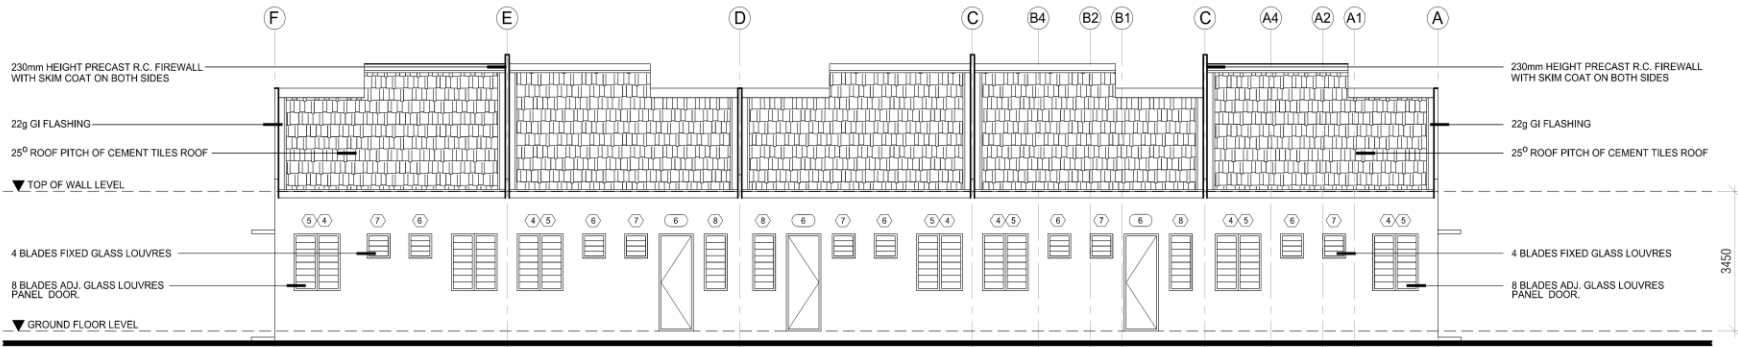 F E D C B4 B2 B1 C A4 A2 A1 A
230mm HEIGHT PRECAST R.C. FIREWALL
WITH SKIM COAT ON BOTH SIDES
22g GI FLASHING
25° ROOF PITCH OF CEMENT TILES ROOF
TOP OF WALL LEVEL
4 BLADES FIXED GLASS LOUVRES
8 BLADES ADJ. GLASS LOUVRES
PANEL DOOR.
GROUND FLOOR LEVEL
5 4 7 6 4 5 6 7 6 8 8 6 7 6 5 4 4 5 6 7 6 8 4 5 6 7 4 5
230mm HEIGHT PRECAST R.C. FIREWALL
WITH SKIM COAT ON BOTH SIDES
22g GI FLASHING
25° ROOF PITCH OF CEMENT TILES ROOF
4 BLADES FIXED GLASS LOUVRES
8 BLADES ADJ. GLASS LOUVRES
PANEL DOOR.
3450